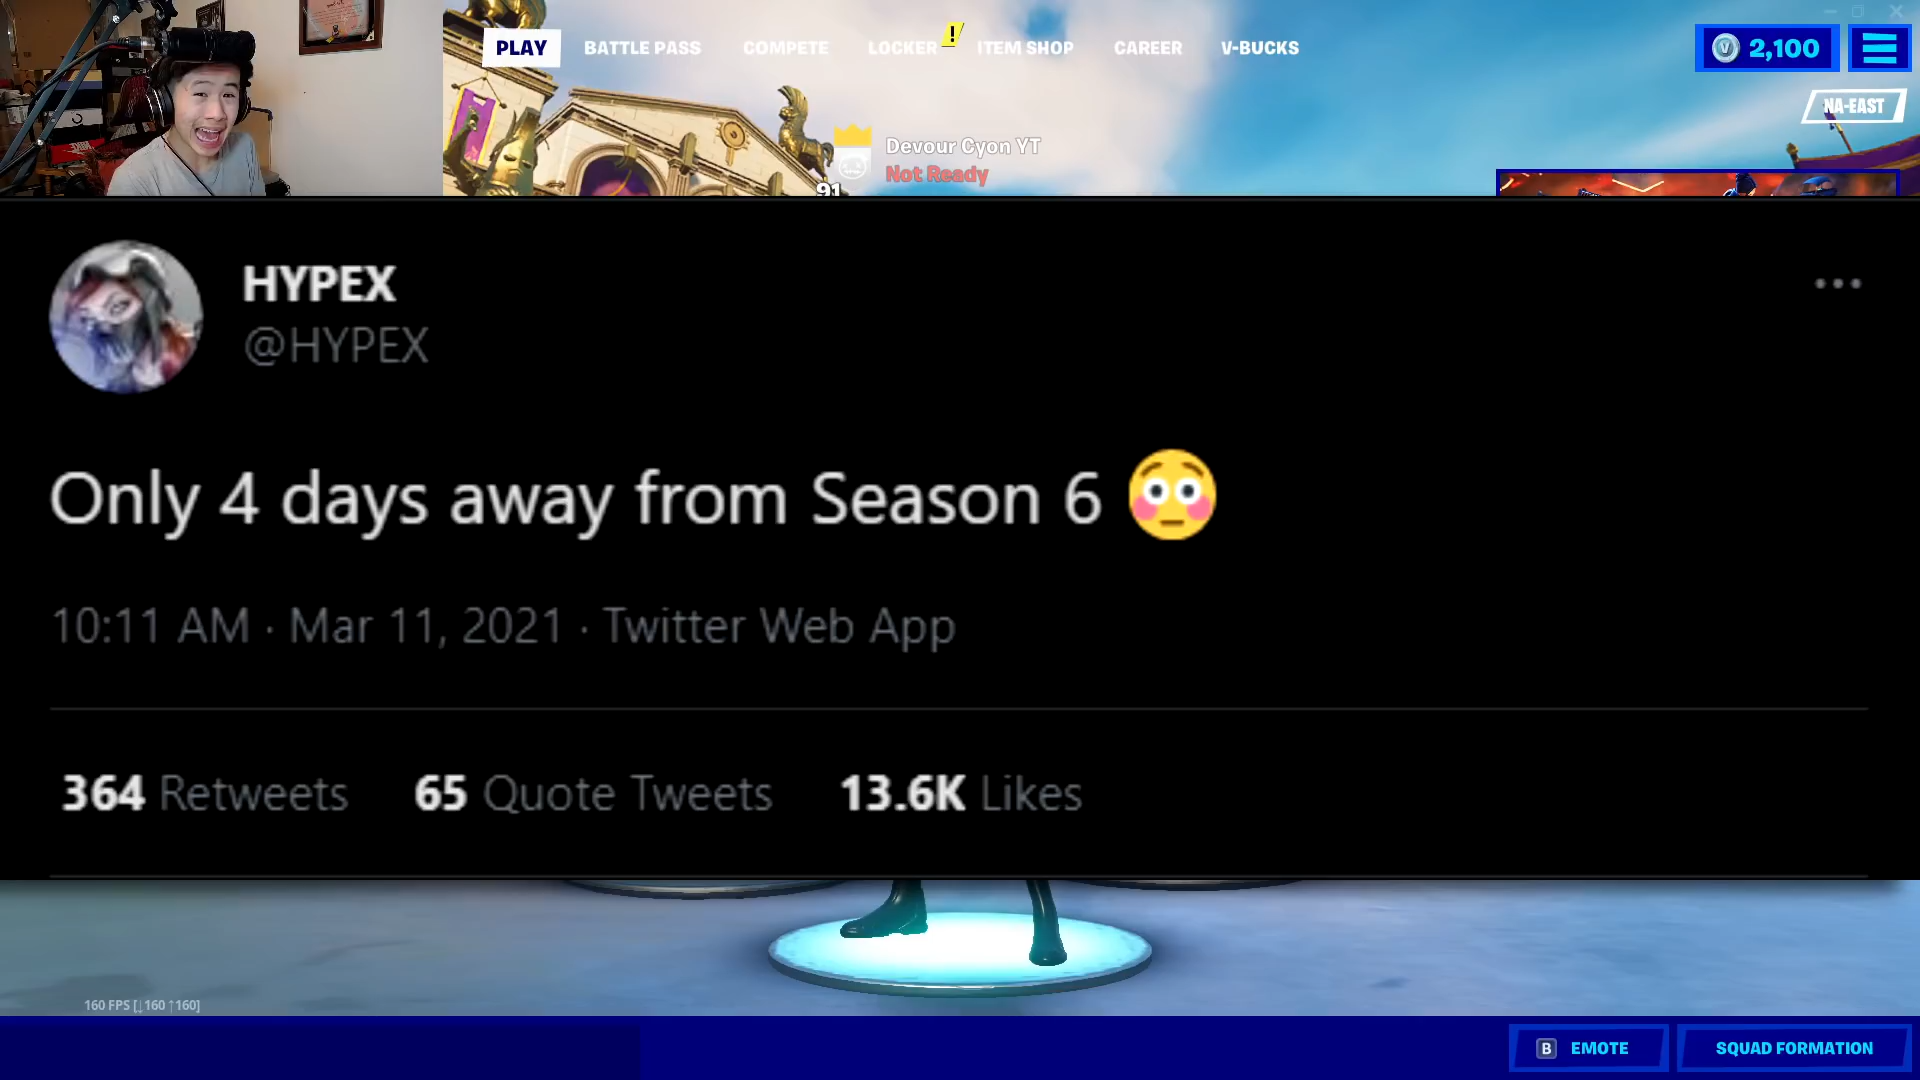 PLAY BATTLE PASS COMPETE LOCKER ! ITEM SHOP CAREER V-BUCKS
2,100
NA-EAST
Devour Cyon YT
Not Ready
91
HYPEX
@HYPEX
Only 4 days away from Season 6 😳
10:11 AM · Mar 11, 2021 · Twitter Web App
364 Retweets 65 Quote Tweets 13.6K Likes
160 FPS [↓160 ↑160]
B EMOTE SQUAD FORMATION